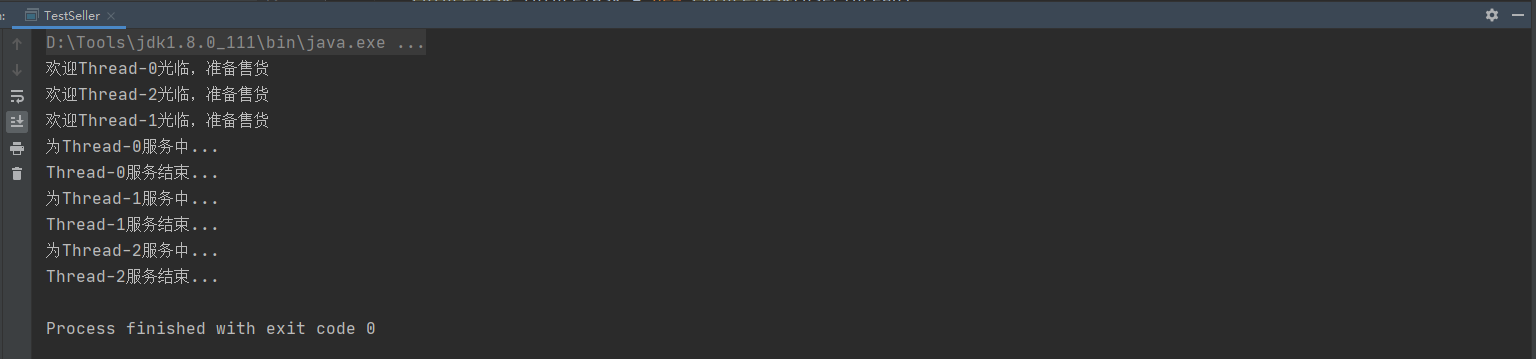 TestSeller
D:\Tools\jdk1.8.0_111\bin\java.exe ...
欢迎Thread-0光临，准备售货
欢迎Thread-2光临，准备售货
欢迎Thread-1光临，准备售货
为Thread-0服务中...
Thread-0服务结束...
为Thread-1服务中...
Thread-1服务结束...
为Thread-2服务中...
Thread-2服务结束...
Process finished with exit code 0